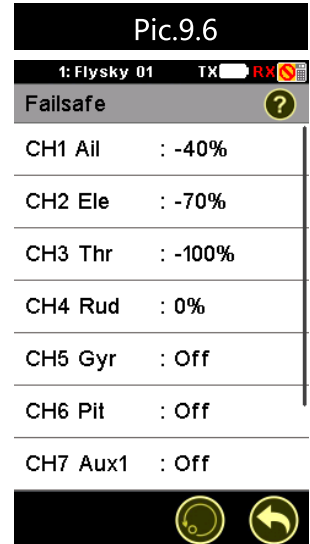 Pic.9.6
1: Flysky 01 TX RX
Failsafe ?
CH1 Ail : -40%
CH2 Ele : -70%
CH3 Thr : -100%
CH4 Rud : 0%
CH5 Gyr : Off
CH6 Pit : Off
CH7 Aux1 : Off